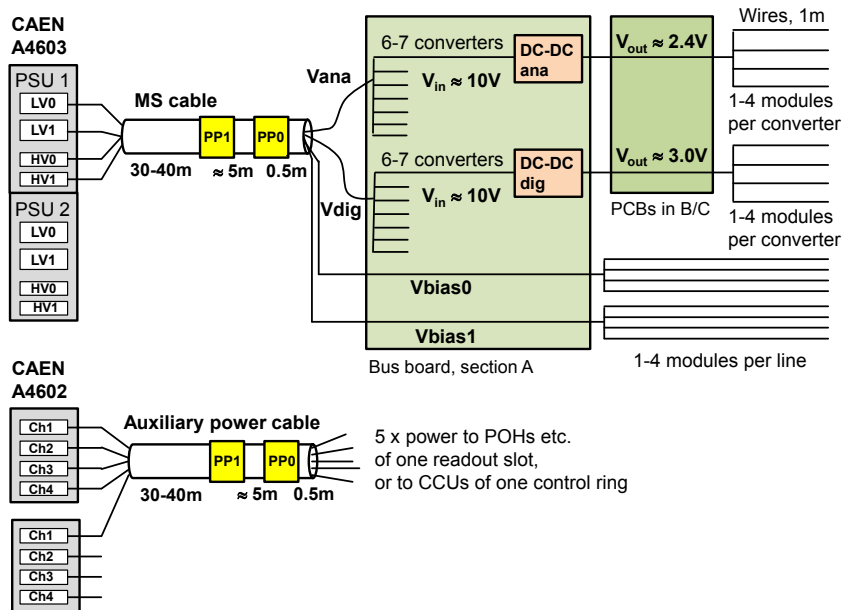 CAEN
A4603
PSU 1
LV0
LV1
HV0
HV1
PSU 2
LV0
LV1
HV0
HV1
MS cable
PP1
PP0
30-40m
≈ 5m
0.5m
Vana
Vdig
6-7 converters
Vin ≈ 10V
DC-DC
ana
6-7 converters
Vin ≈ 10V
DC-DC
dig
Vbias0
Vbias1
Bus board, section A
Vout ≈ 2.4V
Vout ≈ 3.0V
PCBs in B/C
Wires, 1m
1-4 modules
per converter
1-4 modules
per converter
1-4 modules per line
CAEN
A4602
Ch1
Ch2
Ch3
Ch4
Ch1
Ch2
Ch3
Ch4
Auxiliary power cable
PP1
PP0
30-40m
≈ 5m
0.5m
5 x power to POHs etc.
of one readout slot,
or to CCUs of one control ring